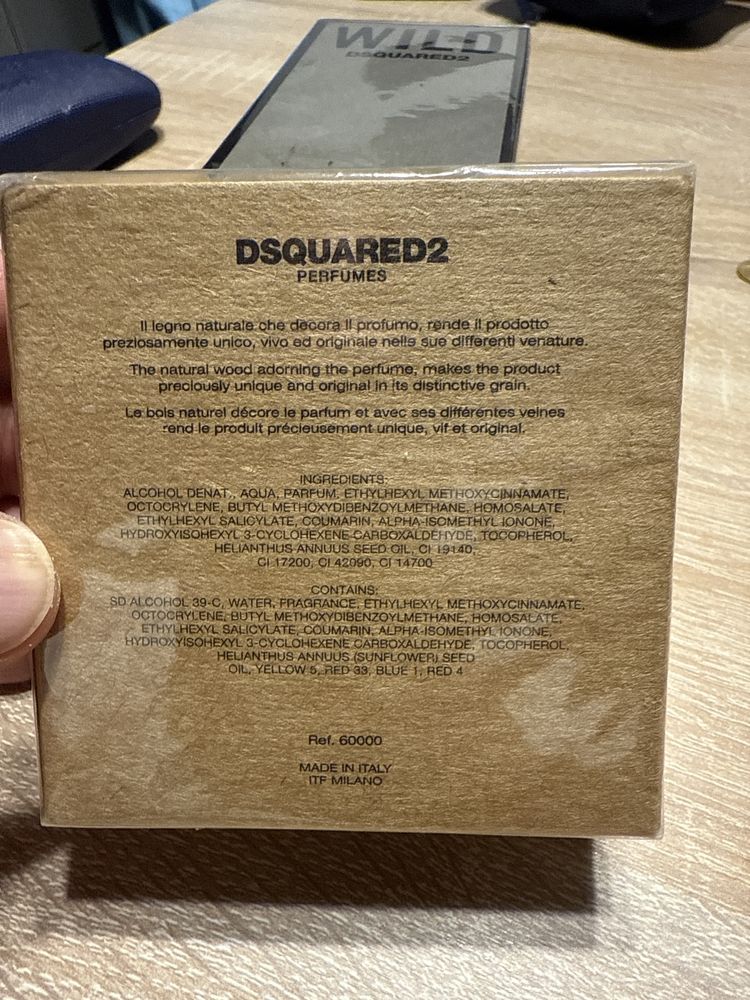 WILD
DSQUARED2
DSQUARED2
PERFUMES
Il legno naturale che decora il profumo, rende il prodotto
preziosamente unico, vivo ed originale nelle sue differenti venature.
The natural wood adorning the perfume, makes the product
preciously unique and original in its distinctive grain.
Le bois naturel décore le parfum et avec ses différentes veines
rend le produit précieusement unique, vif et original.
INGREDIENTS:
ALCOHOL DENAT., AQUA, PARFUM, ETHYLHEXYL METHOXYCINNAMATE,
OCTOCRYLENE, BUTYL METHOXYDIBENZOYLMETHANE, HOMOSALATE,
ETHYLHEXYL SALICYLATE, COUMARIN, ALPHA-ISOMETHYL IONONE,
HYDROXYISOHEXYL 3-CYCLOHEXENE CARBOXALDEHYDE, TOCOPHEROL,
HELIANTHUS ANNUUS SEED OIL, CI 19140,
CI 17200, CI 42090, CI 14700
CONTAINS:
SD ALCOHOL 39-C, WATER, FRAGRANCE, ETHYLHEXYL METHOXYCINNAMATE,
OCTOCRYLENE, BUTYL METHOXYDIBENZOYLMETHANE, HOMOSALATE,
ETHYLHEXYL SALICYLATE, COUMARIN, ALPHA-ISOMETHYL IONONE,
HYDROXYISOHEXYL 3-CYCLOHEXENE CARBOXALDEHYDE, TOCOPHEROL,
HELIANTHUS ANNUUS (SUNFLOWER) SEED
OIL, YELLOW 5, RED 33, BLUE 1, RED 4
Ref. 60000
MADE IN ITALY
ITF MILANO